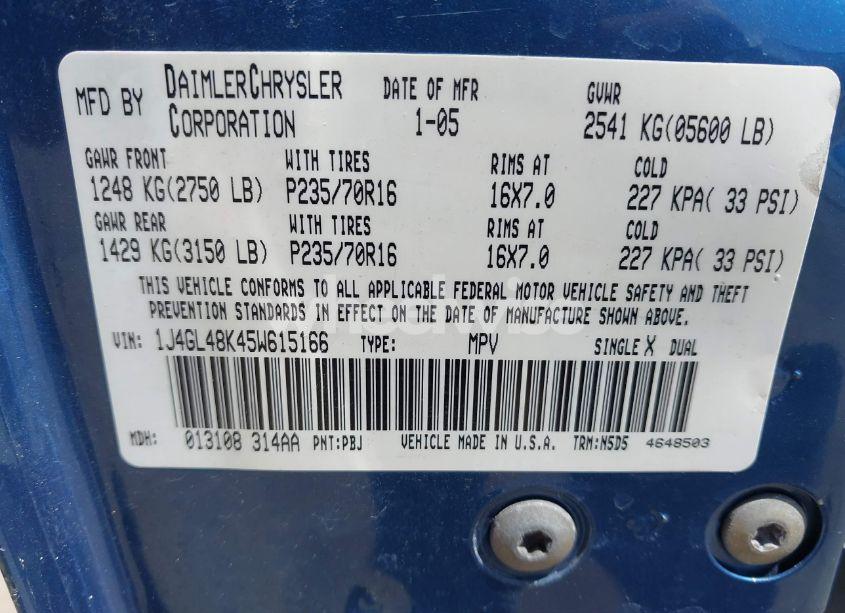 MFD BY DAIMLERCHRYSLER CORPORATION DATE OF MFR 1-05 GVWR 2541 KG(05600 LB)
GAWR FRONT WITH TIRES RIMS AT COLD
1248 KG(2750 LB) P235/70R16 16X7.0 227 KPA( 33 PSI)
GAWR REAR WITH TIRES RIMS AT COLD
1429 KG(3150 LB) P235/70R16 16X7.0 227 KPA( 33 PSI)
THIS VEHICLE CONFORMS TO ALL APPLICABLE FEDERAL MOTOR VEHICLE SAFETY AND THEFT
PREVENTION STANDARDS IN EFFECT ON THE DATE OF MANUFACTURE SHOWN ABOVE.
VIN: 1J4GL48K45W615166 TYPE: MPV SINGLE X DUAL
MDH: 013108 314AA PNT:PBJ VEHICLE MADE IN U.S.A. TRM:N5D5 4648503